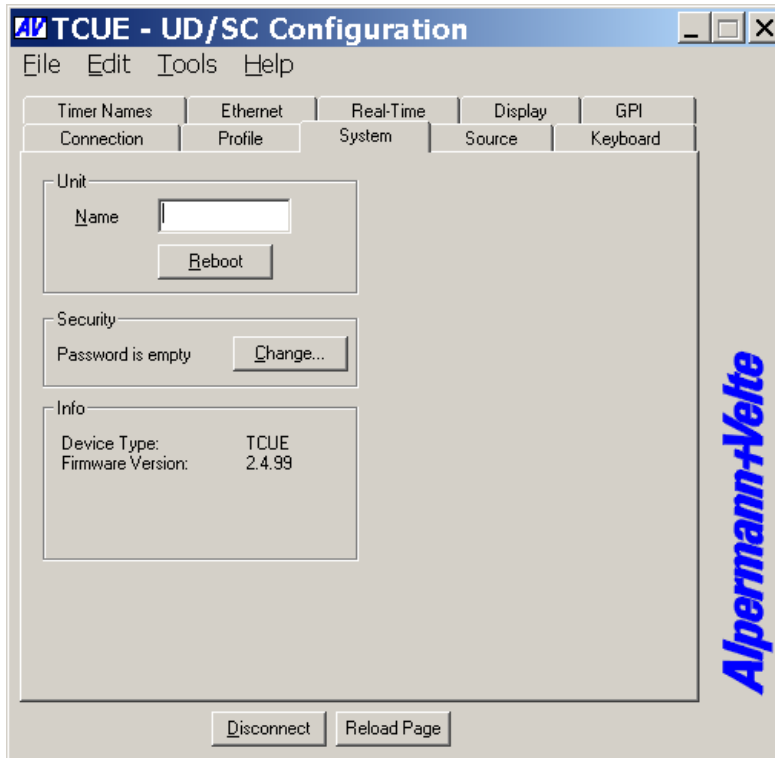 AV TCUE - UD/SC Configuration
File Edit Tools Help
Timer Names Ethernet Real-Time Display GPI
Connection Profile System Source Keyboard
Unit
Name
Reboot
Security
Password is empty Change...
Info
Device Type: TCUE
Firmware Version: 2.4.99
Alpermann+Velte
Disconnect Reload Page